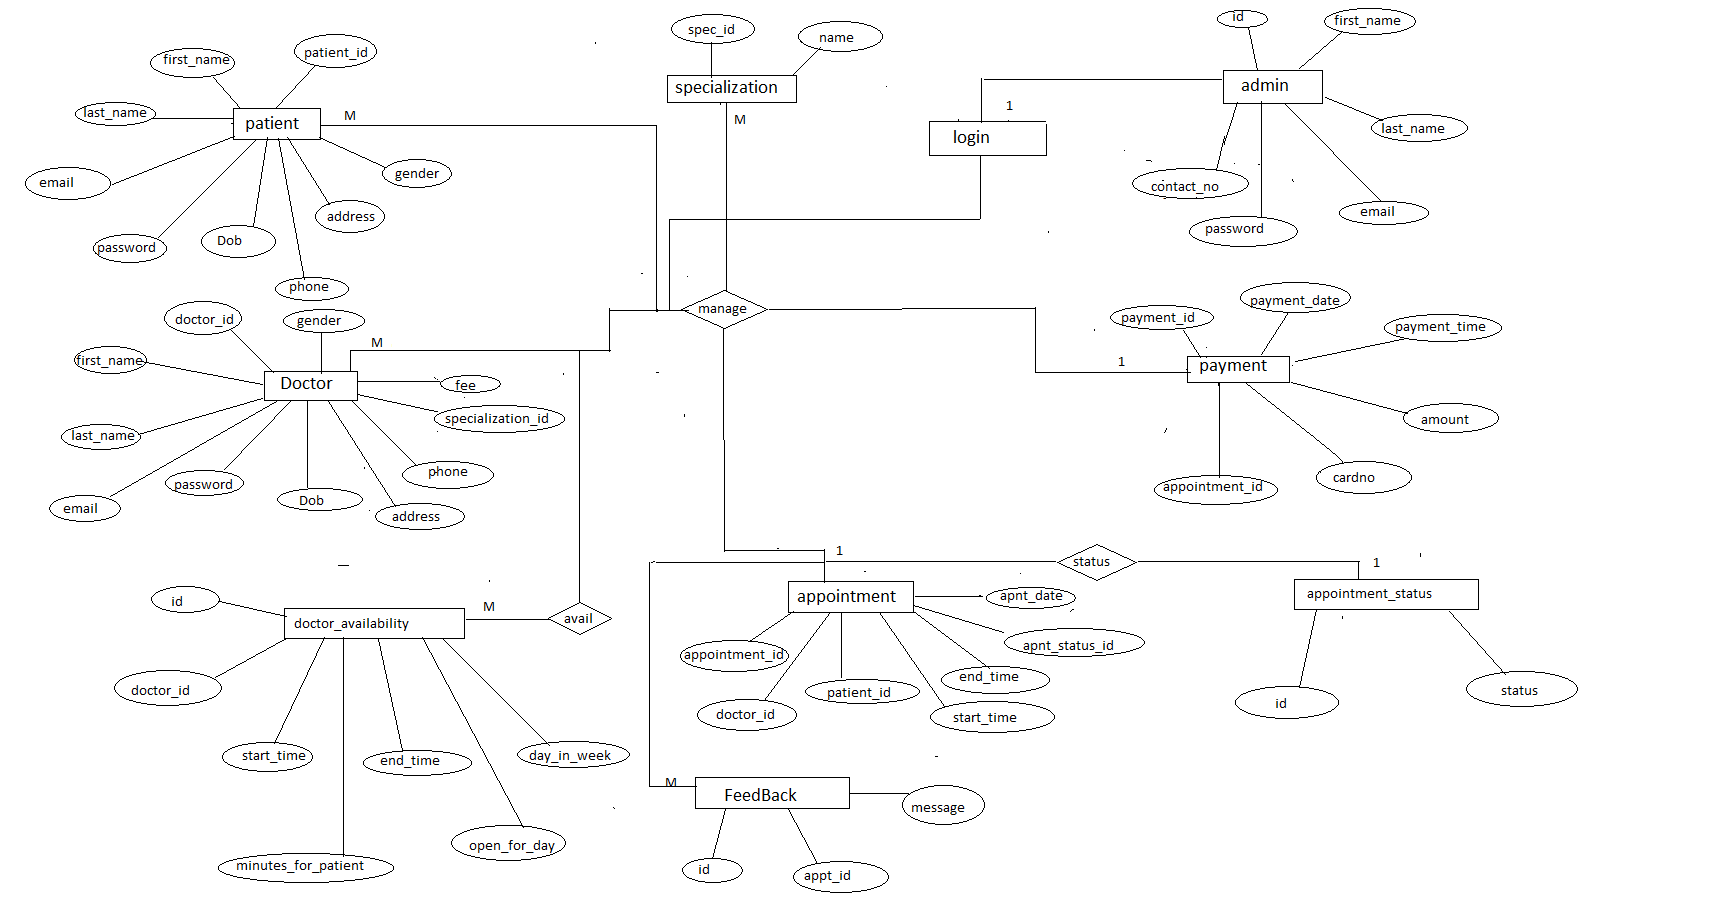 patient_id
first_name
last_name
patient
M
email
gender
address
password
Dob
phone
spec_id
name
specialization
M
id
first_name
admin
1
login
last_name
contact_no
email
password
manage
doctor_id
gender
M
first_name
Doctor
fee
specialization_id
last_name
phone
password
Dob
email
address
payment_id
payment_date
payment_time
1
payment
amount
cardno
appointment_id
id
M
avail
doctor_availability
doctor_id
start_time
end_time
day_in_week
open_for_day
minutes_for_patient
1
status
1
appointment
apnt_date
appointment_status
apnt_status_id
appointment_id
end_time
patient_id
doctor_id
start_time
id
status
M
FeedBack
message
id
appt_id